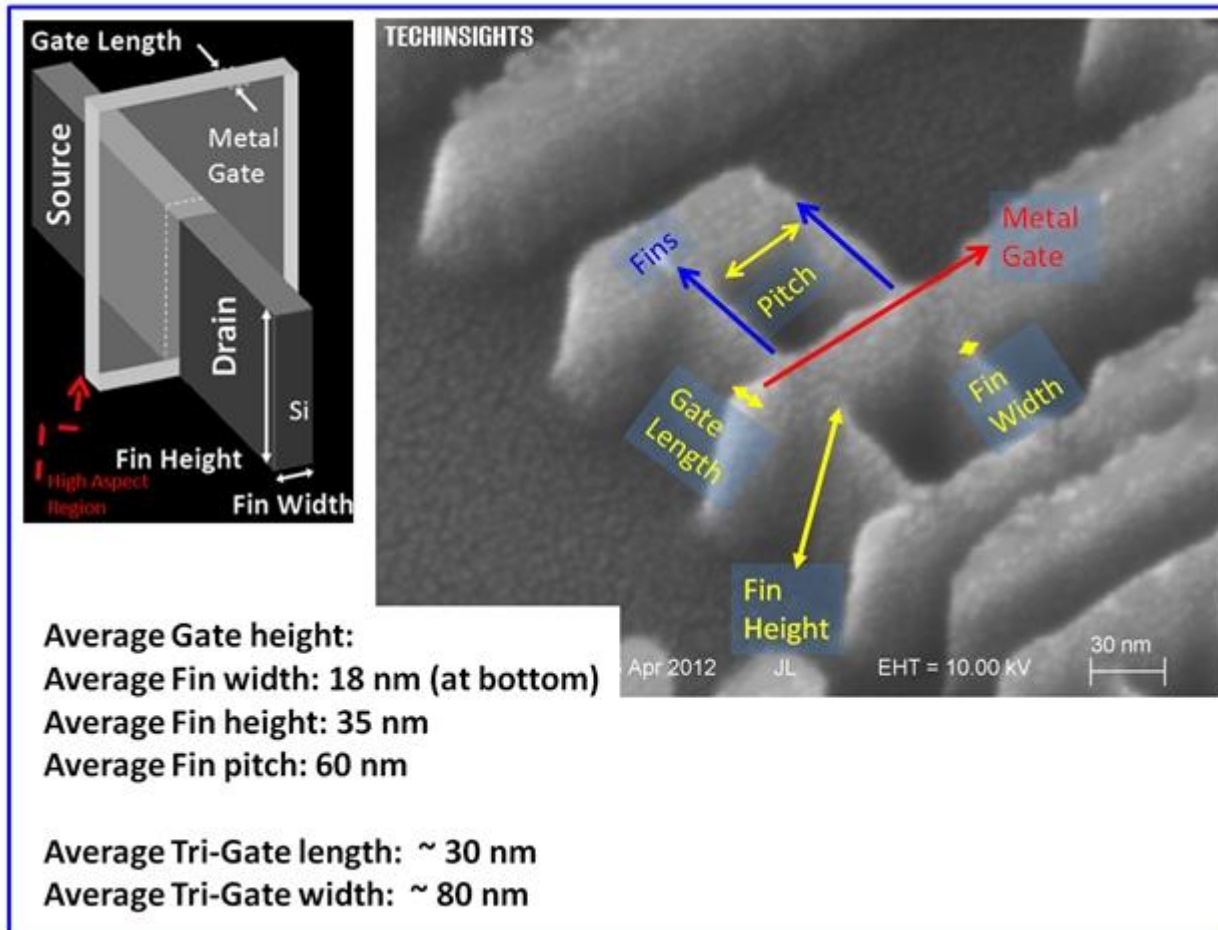 Gate Length
Metal
Gate
Source
Drain
Si
Fin Height
Fin Width
High Aspect
Region
TECHINSIGHTS
Metal
Gate
Fins
Pitch
Fin
Width
Gate
Length
Fin
Height
30 nm
Apr 2012 JL EHT = 10.00 kV
Average Gate height:
Average Fin width: 18 nm (at bottom)
Average Fin height: 35 nm
Average Fin pitch: 60 nm
Average Tri-Gate length: ~ 30 nm
Average Tri-Gate width: ~ 80 nm